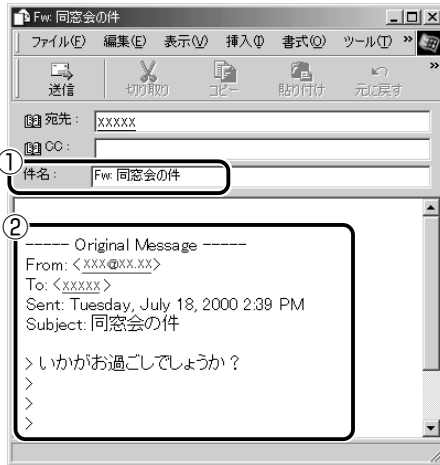 Fw: 同窓会の件
ファイル(F) 編集(E) 表示(V) 挿入(I) 書式(O) ツール(T) »
送信 切り取り コピー 貼り付け 元に戻す »
宛先: xxxxx
CC:
① 件名: Fw: 同窓会の件
②
----- Original Message -----
From: <xxx@xx.xx>
To: <xxxxx>
Sent: Tuesday, July 18, 2000 2:39 PM
Subject: 同窓会の件
> いかがお過ごしでしょうか?
>
>
>